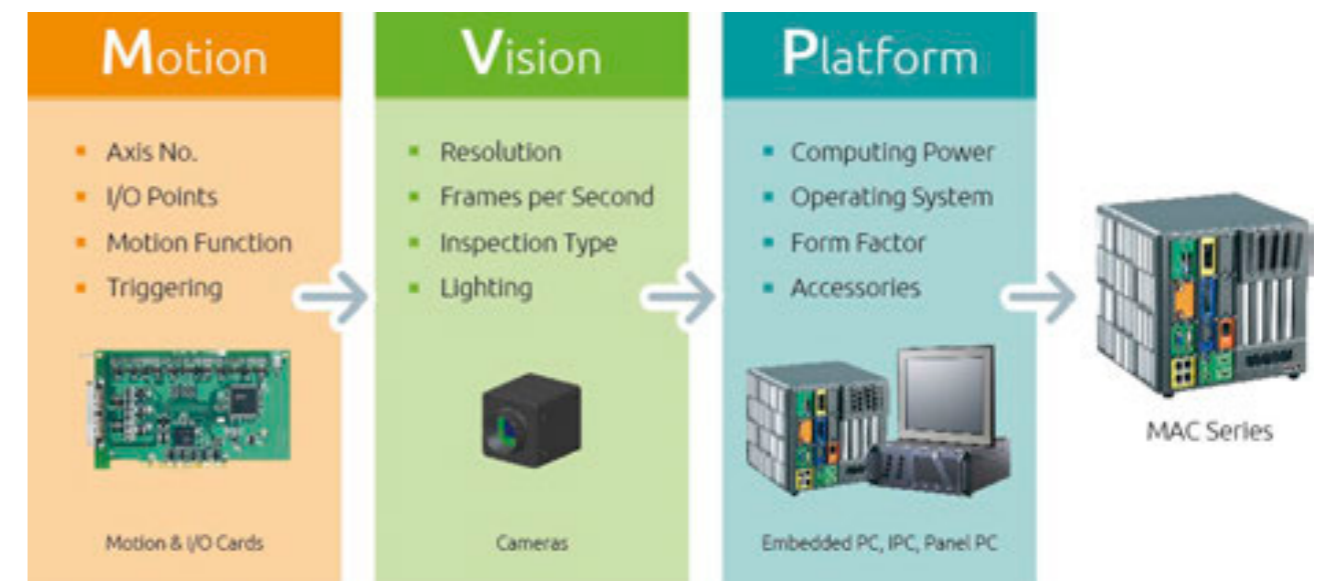 Motion
Axis No.
I/O Points
Motion Function
Triggering
Motion & I/O Cards
Vision
Resolution
Frames per Second
Inspection Type
Lighting
Cameras
Platform
Computing Power
Operating System
Form Factor
Accessories
Embedded PC, IPC, Panel PC
MAC Series